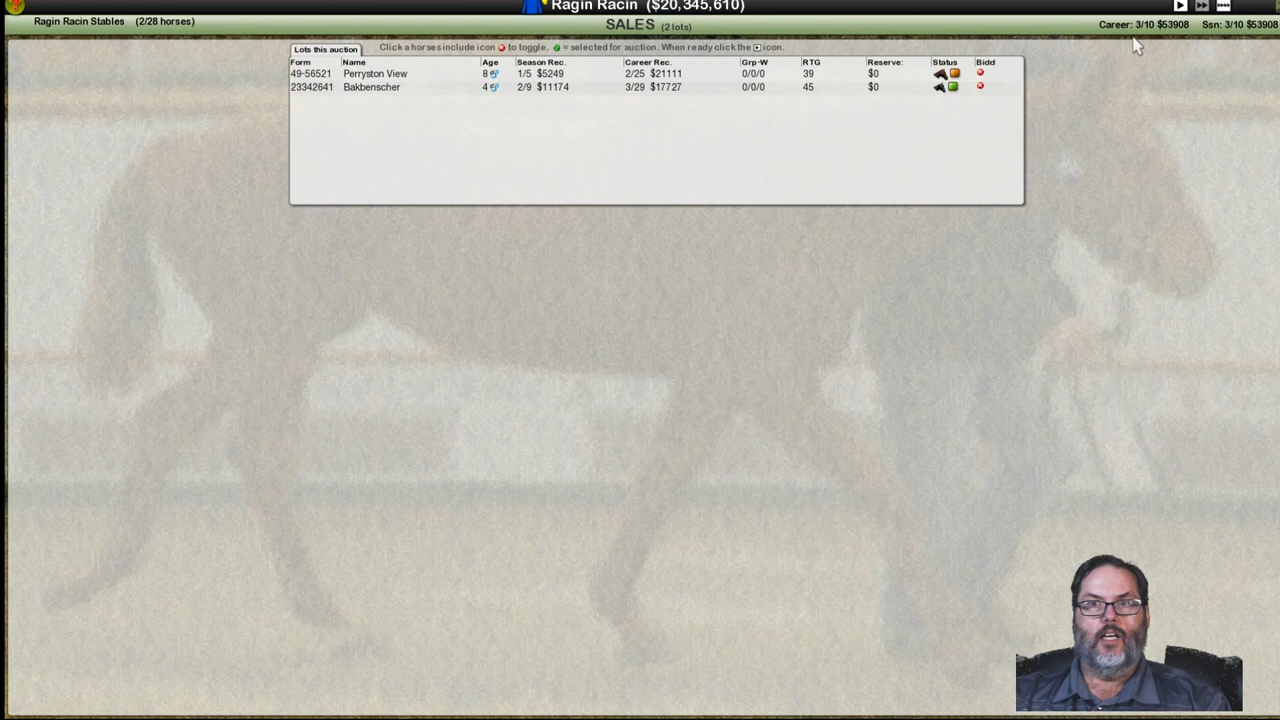 Ragin Racin ($20,345,610)
Ragin Racin Stables (2/28 horses)
SALES (2 lots)
Career: 3/10 $53908 Ssn: 3/10 $53908
Lots this auction
Click a horses include icon to toggle. = selected for auction. When ready click the icon.
Form Name Age Season Rec. Career Rec. Grp-W RTG Reserve: Status Bidd
49-56521 Perryston View 8 1/5 $5249 2/25 $21111 0/0/0 39 $0
23342641 Bakbenscher 4 2/9 $11174 3/29 $17727 0/0/0 45 $0